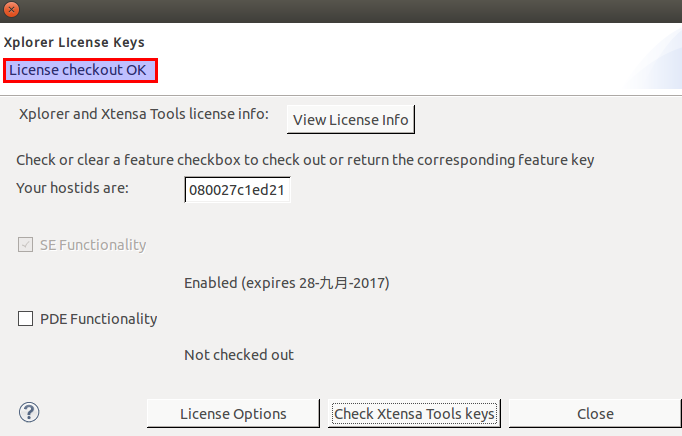 Xplorer License Keys
License checkout OK
Xplorer and Xtensa Tools license info: View License Info
Check or clear a feature checkbox to check out or return the corresponding feature key
Your hostids are: 080027c1ed21
SE Functionality
Enabled (expires 28-九月-2017)
PDE Functionality
Not checked out
? License Options Check Xtensa Tools keys Close